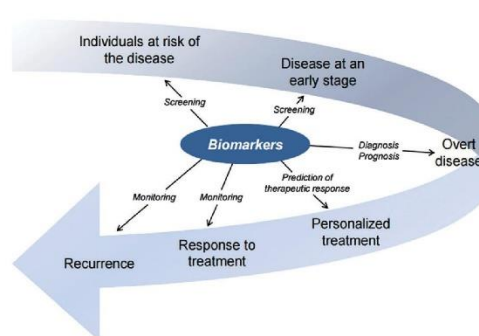 Individuals at risk of
the disease
Disease at an
early stage
Screening
Screening
Biomarkers
Diagnosis
Prognosis
Overt
disease
Prediction of
therapeutic response
Monitoring
Monitoring
Personalized
treatment
Response to
treatment
Recurrence